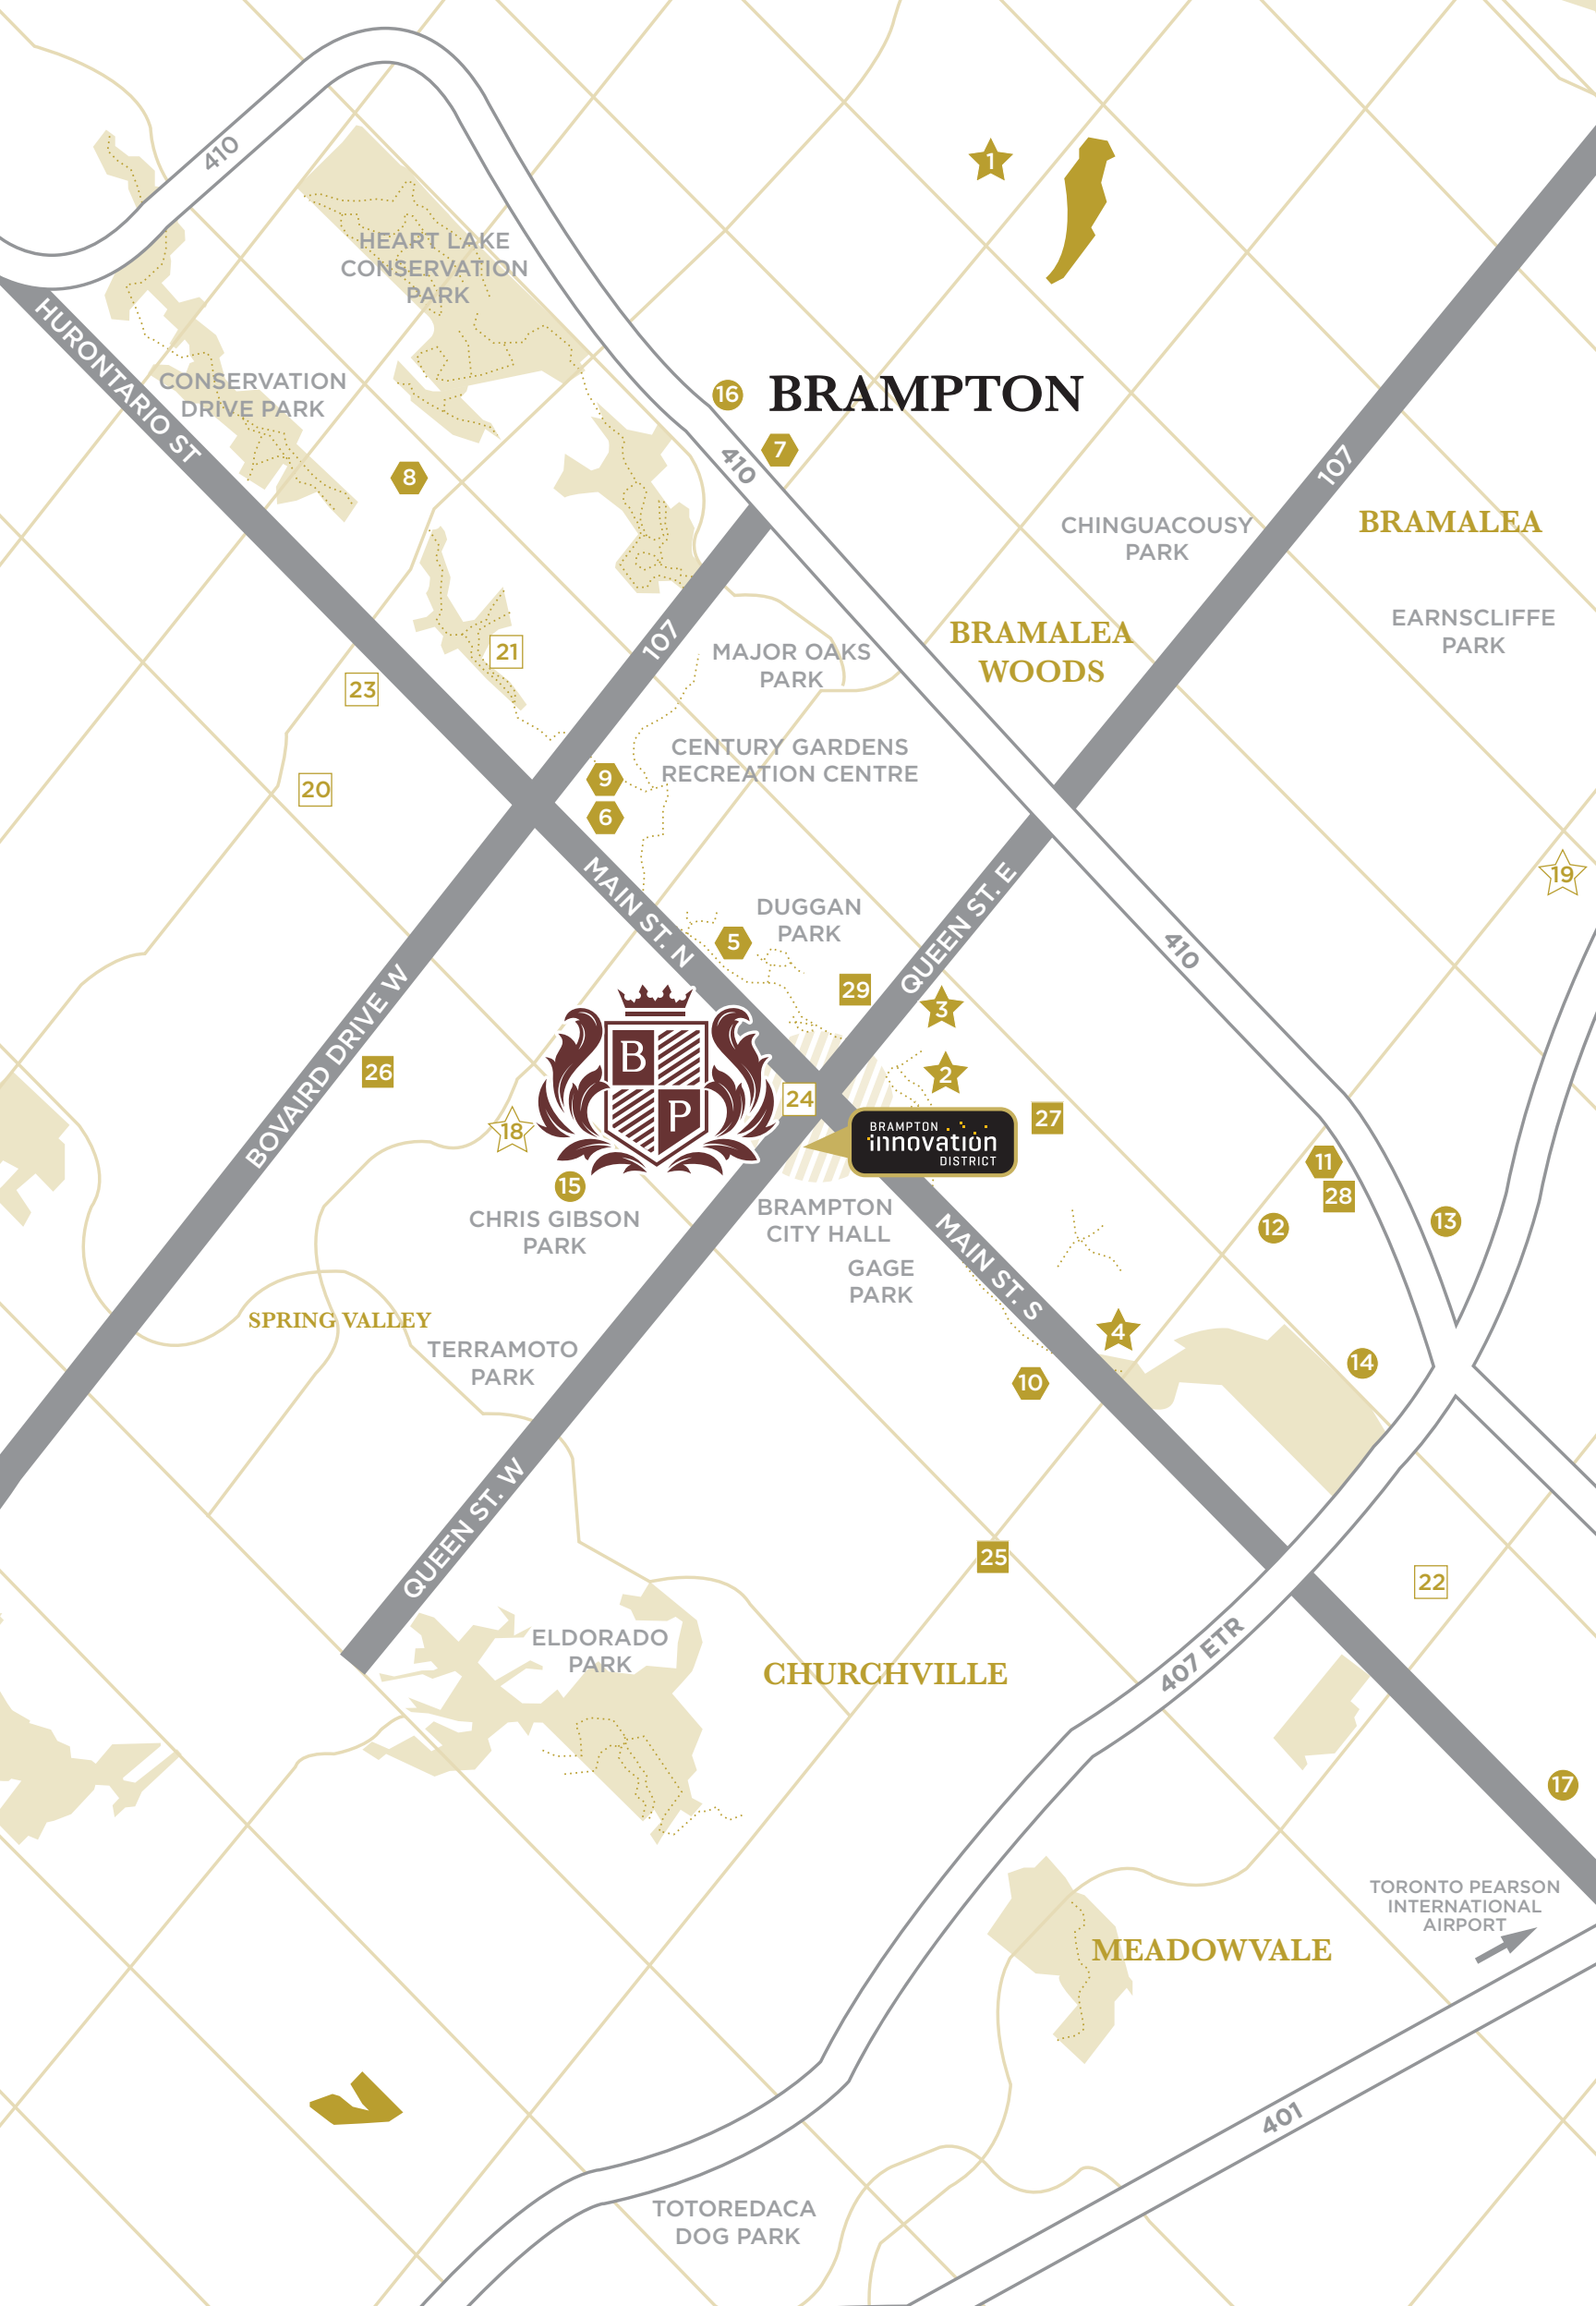 1
410
HEART LAKE
CONSERVATION
PARK
HURONTARIO ST
CONSERVATION
DRIVE PARK
16
BRAMPTON
7
410
8
107
CHINGUACOUSY
PARK
BRAMALEA
EARNSCLIFFE
PARK
BRAMALEA
WOODS
107
MAJOR OAKS
PARK
21
23
CENTURY GARDENS
RECREATION CENTRE
20
9
6
MAIN ST. N
QUEEN ST. E
19
DUGGAN
PARK
5
410
29
3
BOVAIRD DRIVE W
26
B
P
2
24
27
18
BRAMPTON
innovation
DISTRICT
11
28
15
CHRIS GIBSON
PARK
BRAMPTON
CITY HALL
12
13
GAGE
PARK
MAIN ST. S
SPRING VALLEY
TERRAMOTO
PARK
4
14
10
QUEEN ST. W
25
22
ELDORADO
PARK
CHURCHVILLE
407 ETR
17
TORONTO PEARSON
INTERNATIONAL
AIRPORT
MEADOWVALE
401
TOTOREDACA
DOG PARK